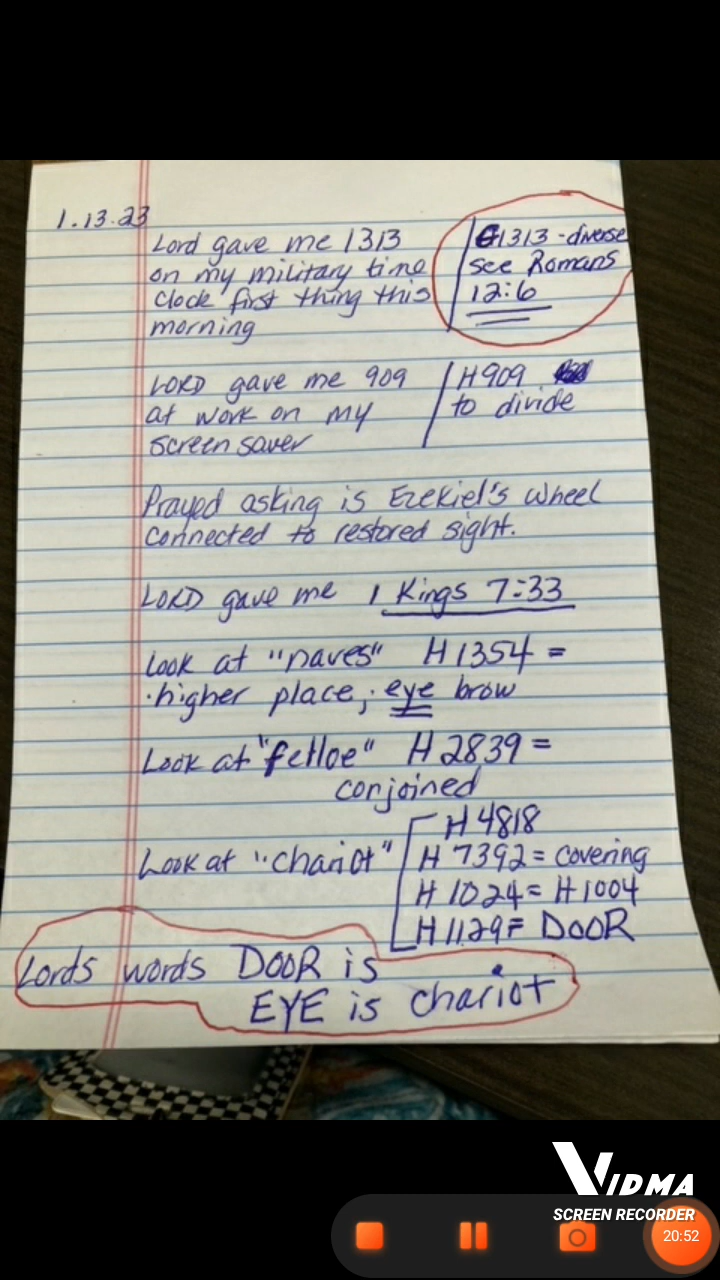 1.13.23
Lord gave me 1313
on my military time
clock first thing this
morning
G1313 - diverse
see Romans
12:6
LORD gave me 909
at work on my
screen saver
H909
to divide
Prayed asking is Ezekiel's wheel
connected to restored sight.
LORD gave me 1 Kings 7:33
Look at "naves" H1354 =
·higher place; ·eye brow
Look at "felloe" H2839 =
conjoined
Look at "chariot"
H4818
H7392 = covering
H1024 = H1004
H1129 = DOOR
Lords words DOOR is
EYE is chariot
VIDMA
SCREEN RECORDER
20:52